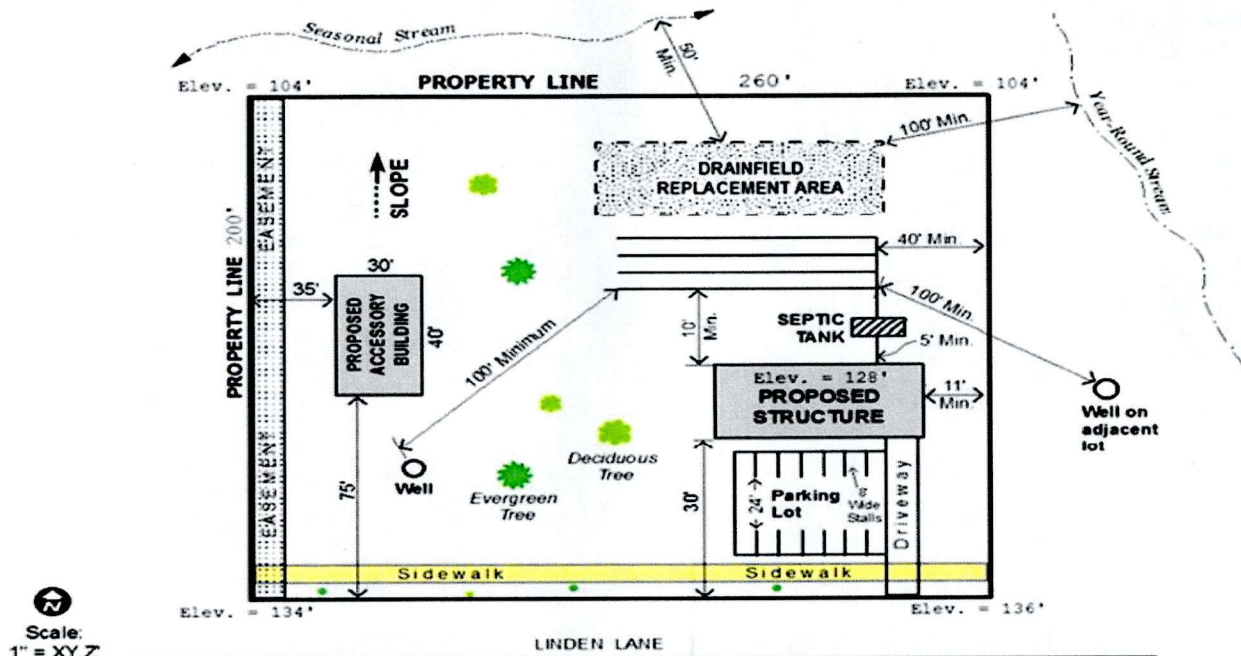 Seasonal Stream
50'
Min.
Elev. = 104'
PROPERTY LINE
260'
Elev. = 104'
100' Min.
Year-Round Stream
DRAINFIELD
REPLACEMENT AREA
SLOPE
EASEMENT
PROPERTY LINE 200'
40' Min.
30'
35'
PROPOSED
ACCESSORY
BUILDING
40'
100' Minimum
10'
Min.
SEPTIC
TANK
100' Min.
5' Min.
Elev. = 128'
PROPOSED
STRUCTURE
11'
Min.
Well on
adjacent
lot
Deciduous
Tree
Well
Evergreen
Tree
EASEMENT
75'
30'
24'
Parking
Lot
8'
Wide
Stalls
Driveway
Sidewalk
Sidewalk
Elev. = 134'
Elev. = 136'
N
Scale:
1" = XY Z'
LINDEN LANE